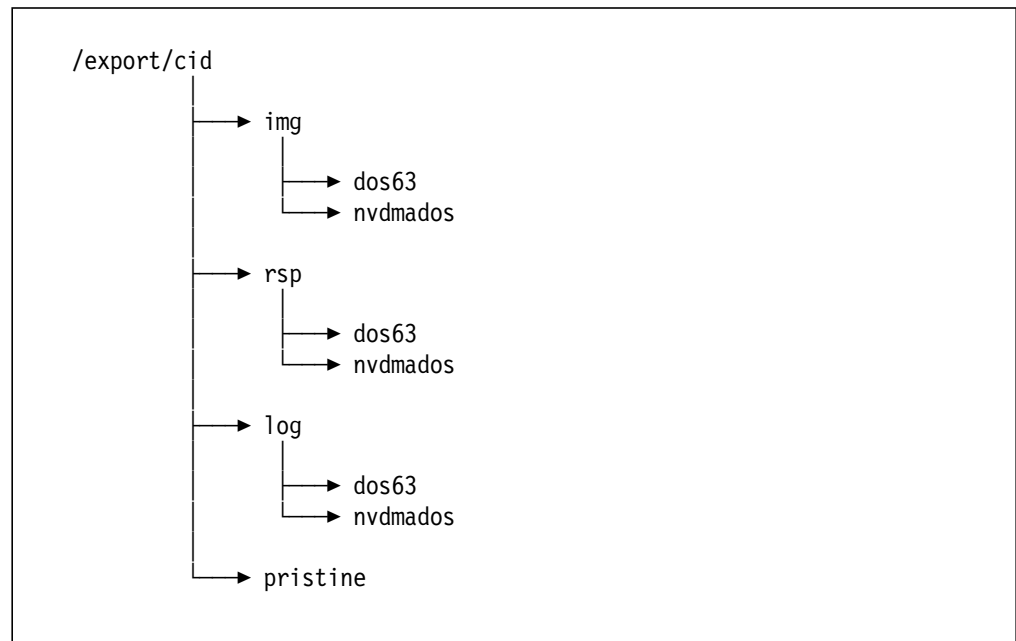 /export/cid
img
dos63
nvdmados
rsp
dos63
nvdmados
log
dos63
nvdmados
pristine